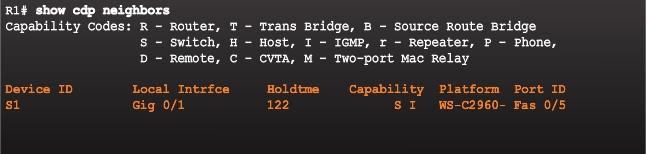 R1# show cdp neighbors
Capability Codes: R - Router, T - Trans Bridge, B - Source Route Bridge
S - Switch, H - Host, I - IGMP, r - Repeater, P - Phone,
D - Remote, C - CVTA, M - Two-port Mac Relay
Device ID Local Intrfce Holdtme Capability Platform Port ID
S1 Gig 0/1 122 S I WS-C2960- Fas 0/5